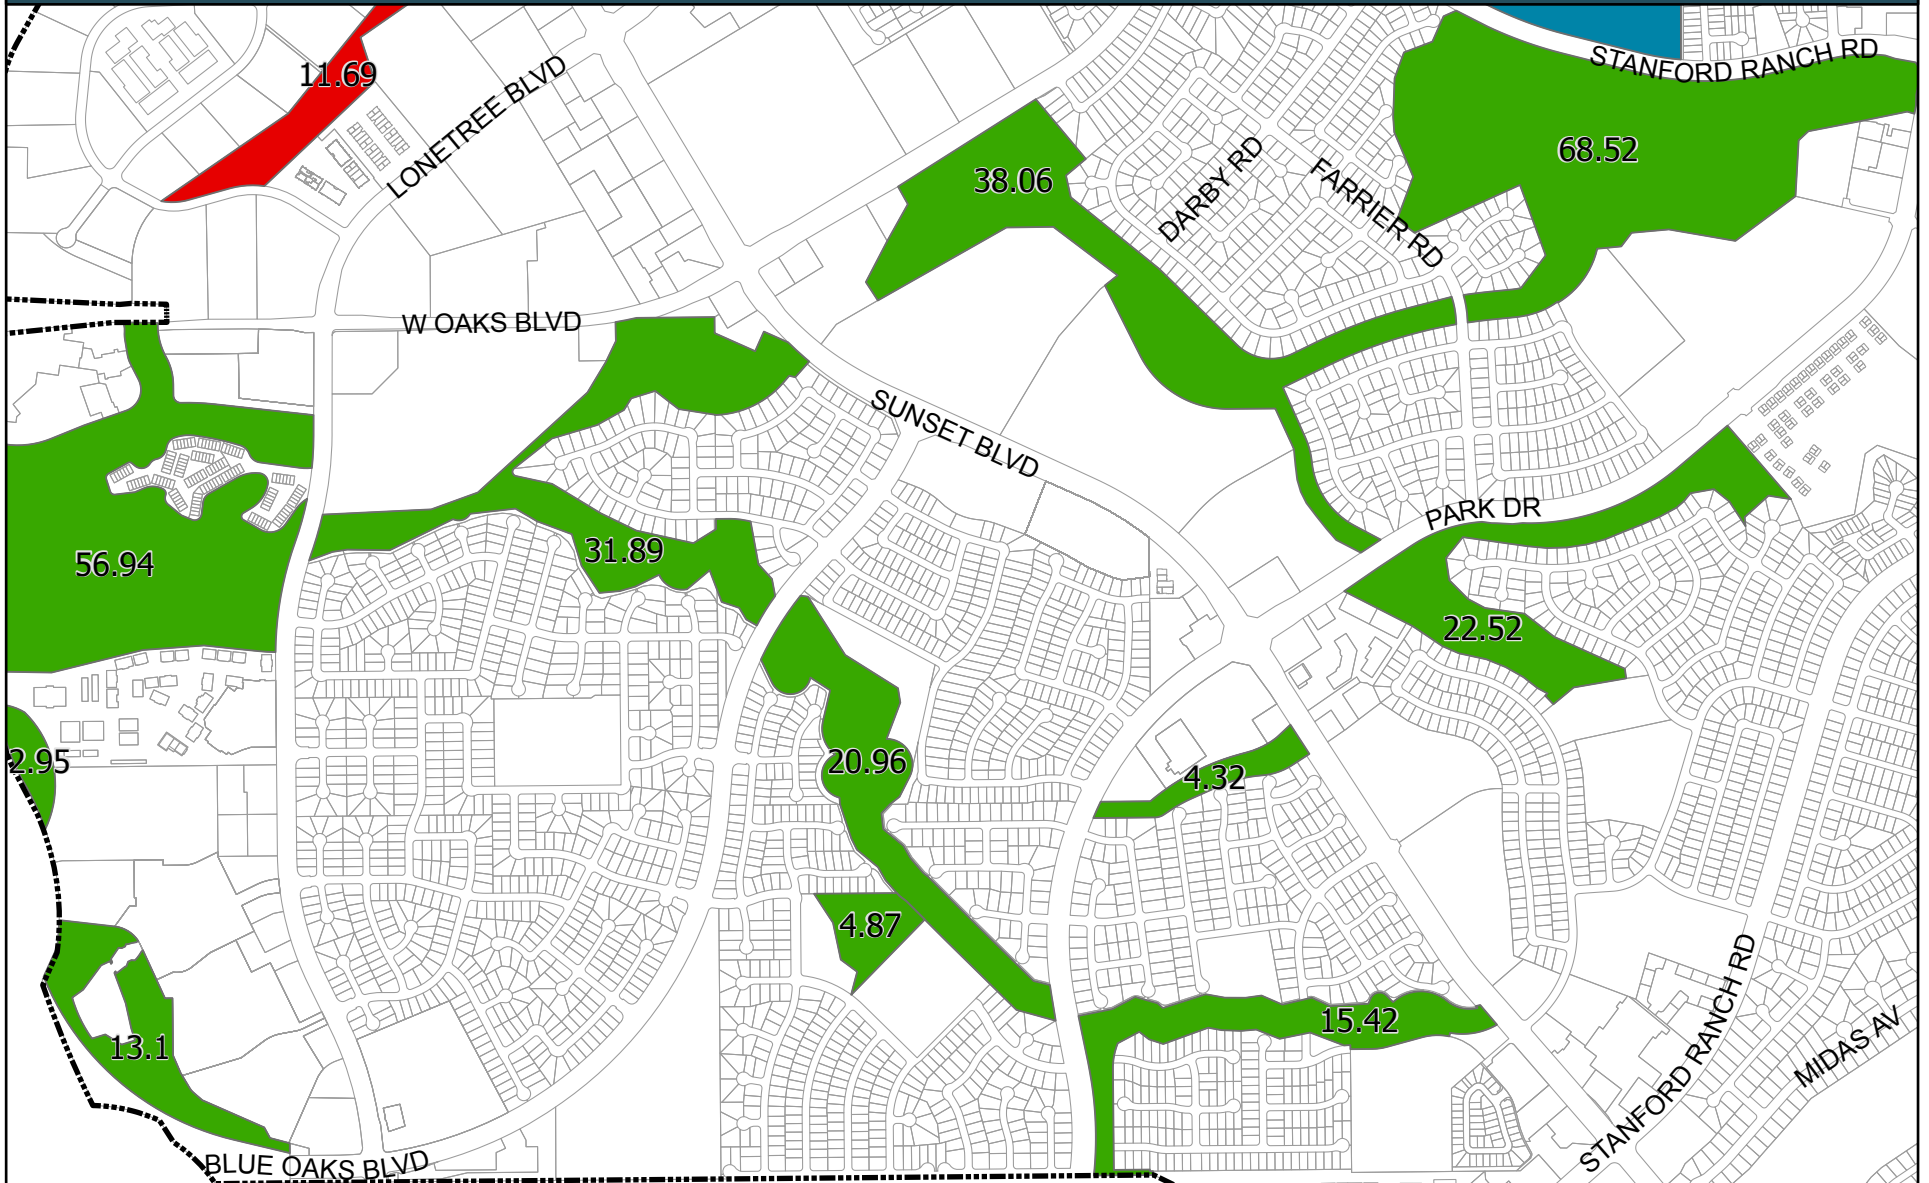 STANFORD RANCH RD
11.69
LONETREE BLVD
68.52
38.06
DARBY RD
FARRIER RD
W OAKS BLVD
SUNSET BLVD
PARK DR
31.89
56.94
22.52
2.95
20.96
4.32
4.87
15.42
13.1
STANFORD RANCH RD
MIDAS AV
BLUE OAKS BLVD